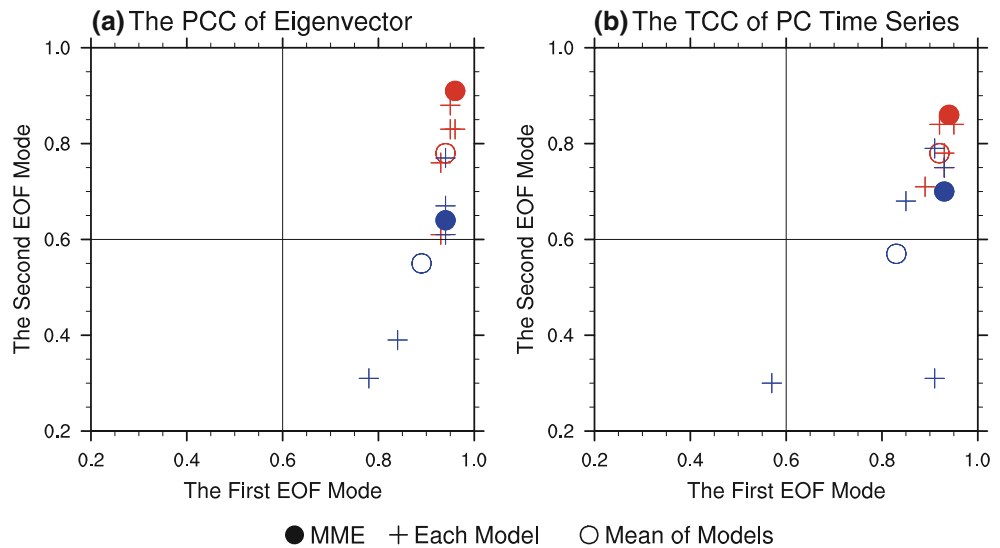 (a) The PCC of Eigenvector
1.0
0.8
0.6
0.4
0.2
The Second EOF Mode
0.2 0.4 0.6 0.8 1.0
The First EOF Mode
(b) The TCC of PC Time Series
1.0
0.8
0.6
0.4
0.2
The Second EOF Mode
0.2 0.4 0.6 0.8 1.0
The First EOF Mode
MME Each Model Mean of Models